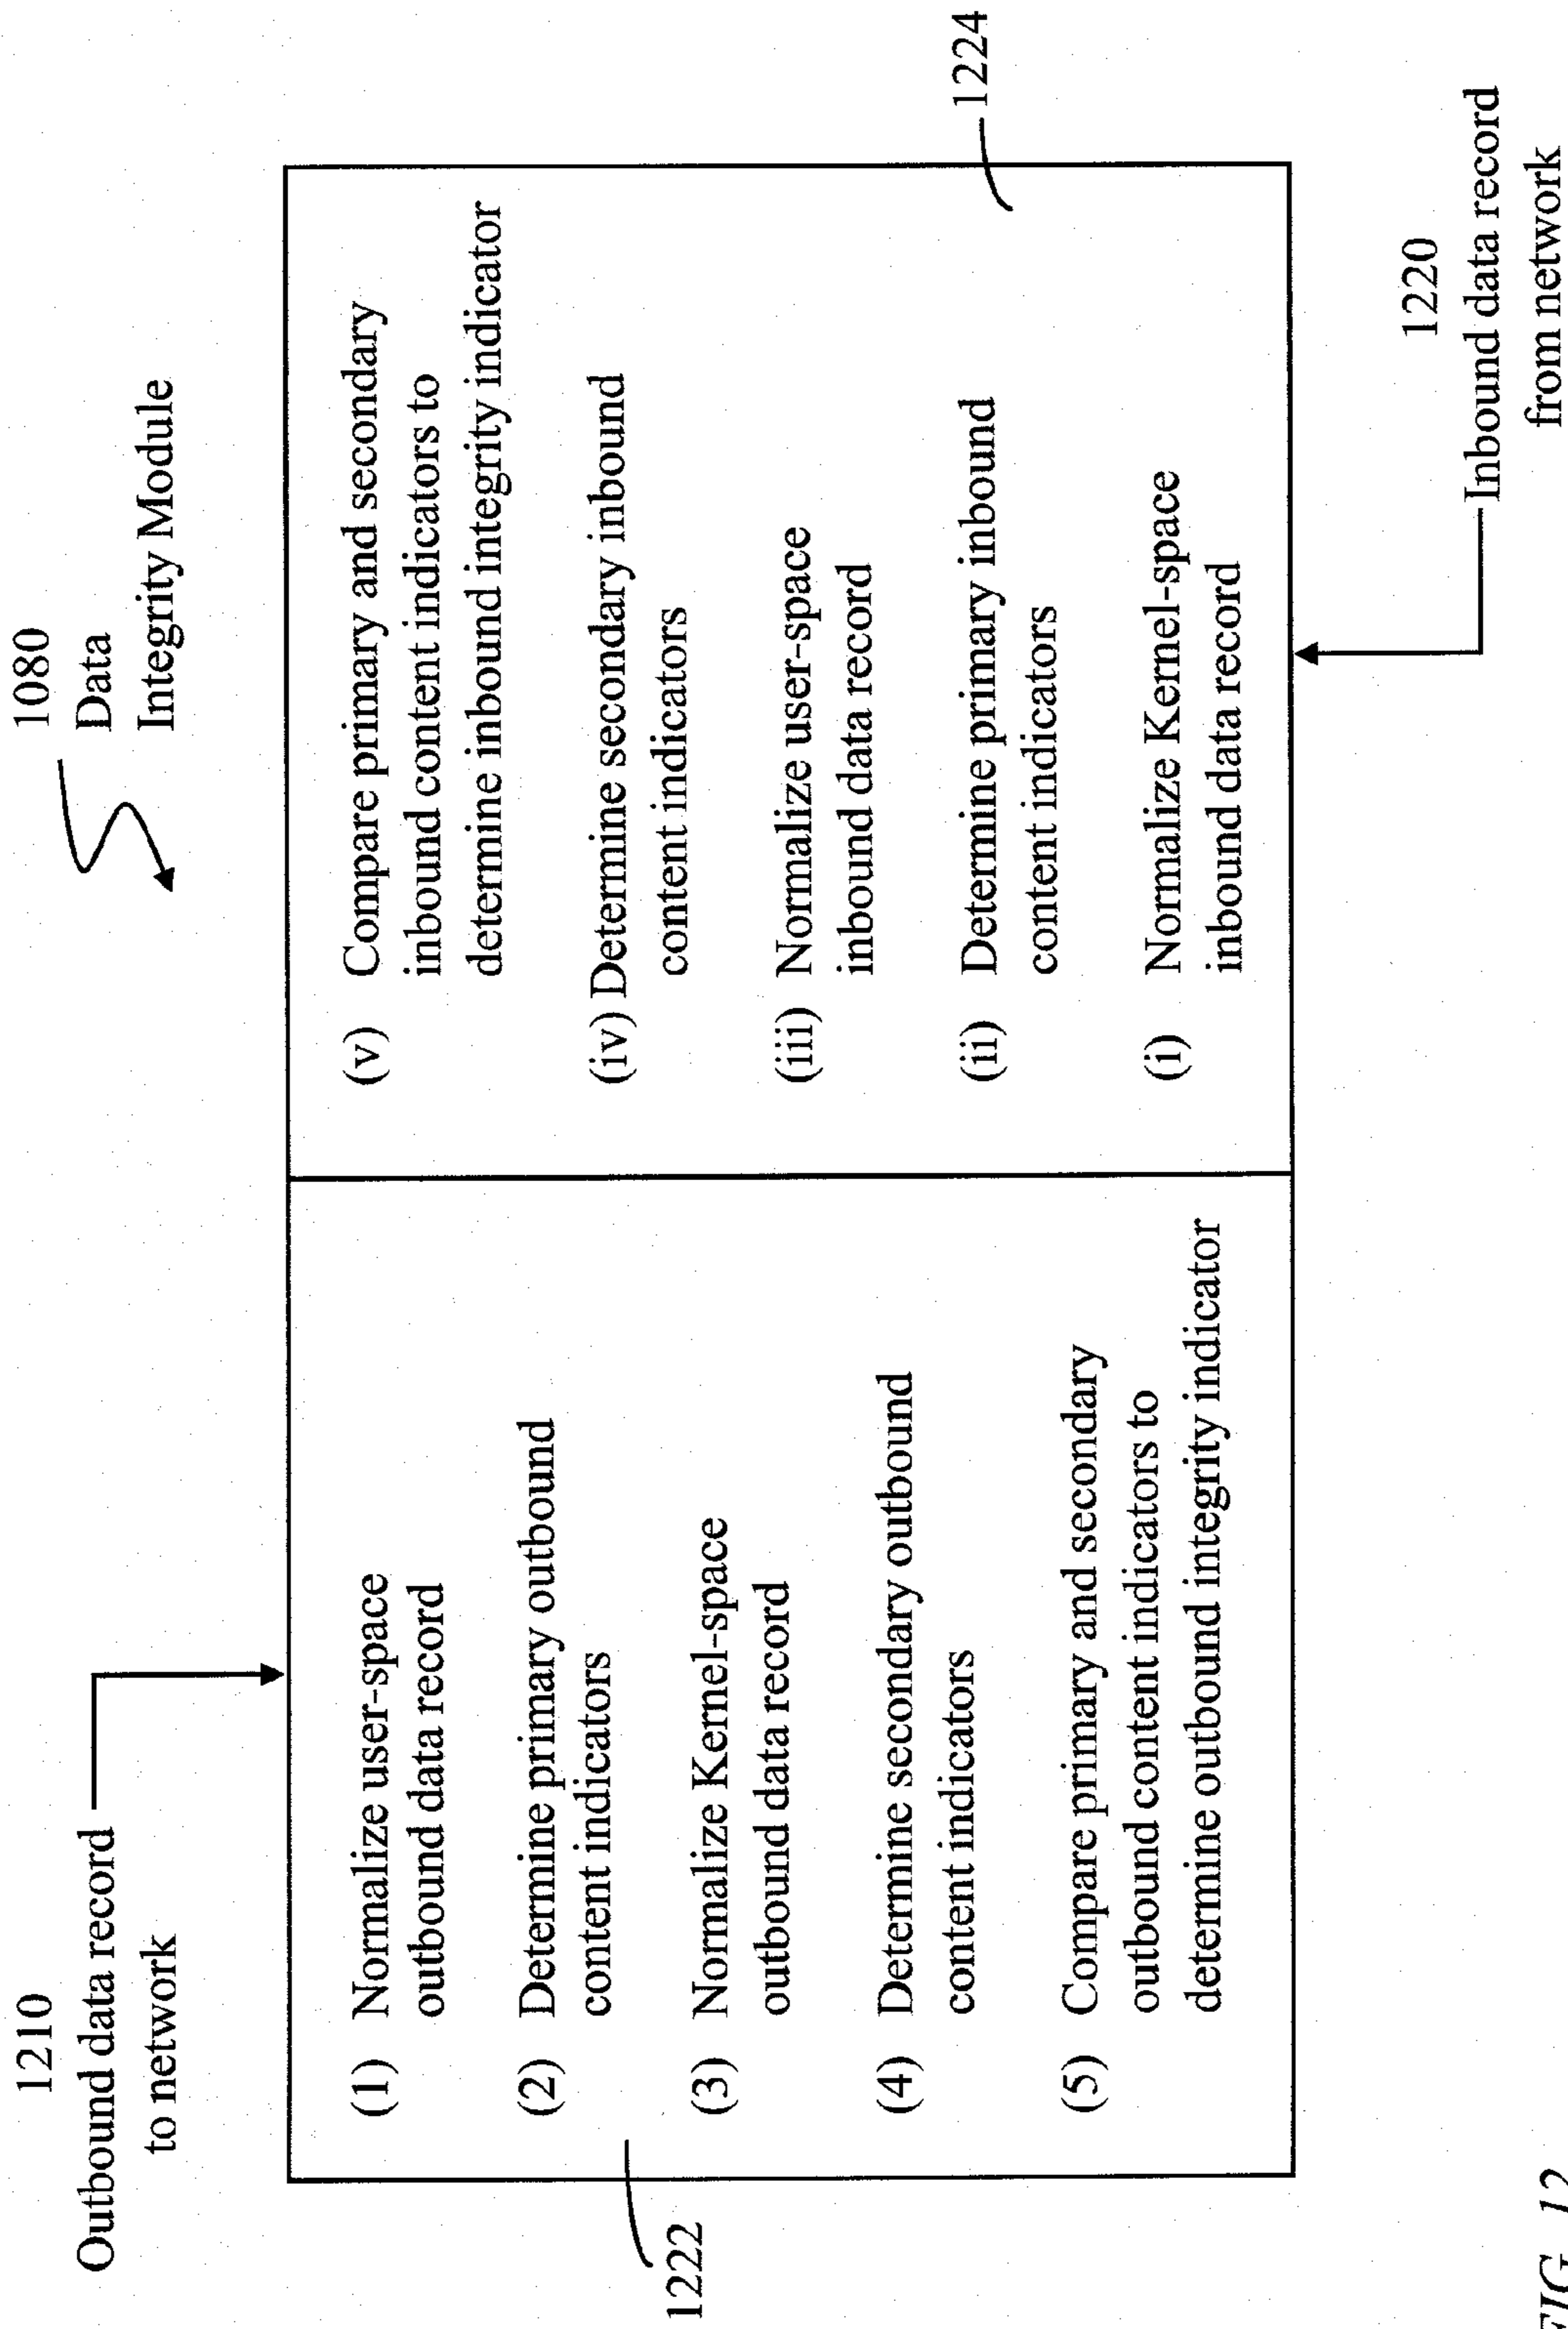 1210
Outbound data record
to network
1080
Data
Integrity Module
(1) Normalize user-space
outbound data record
(2) Determine primary outbound
content indicators
(3) Normalize Kernel-space
outbound data record
(4) Determine secondary outbound
content indicators
(5) Compare primary and secondary
outbound content indicators to
determine outbound integrity indicator
1222
(v) Compare primary and secondary
inbound content indicators to
determine inbound integrity indicator
(iv) Determine secondary inbound
content indicators
(iii) Normalize user-space
inbound data record
(ii) Determine primary inbound
content indicators
(i) Normalize Kernel-space
inbound data record
1224
1220
Inbound data record
from network
FIG. 12